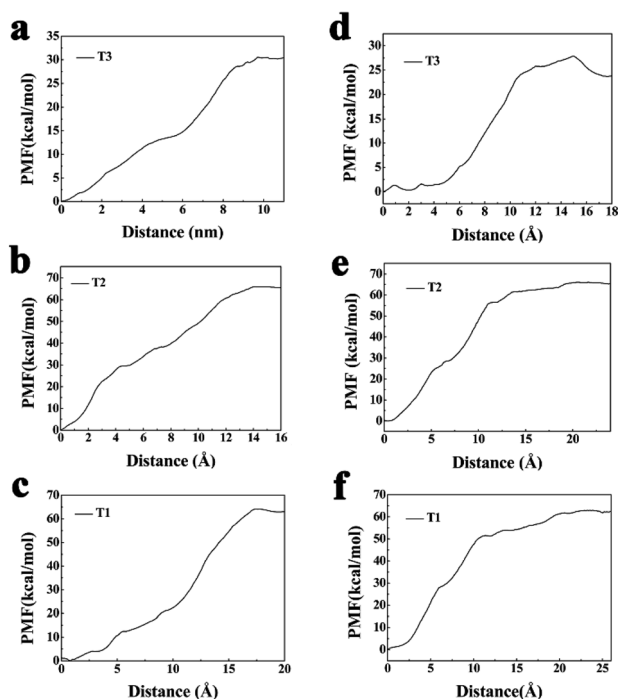 a
T3
PMF(kcal/mol)
35
30
25
20
15
10
5
0
0 2 4 6 8 10
Distance (nm)
d
T3
PMF (kcal/mol)
25
20
15
10
5
0
0 2 4 6 8 10 12 14 16 18
Distance (Å)
b
T2
PMF(kcal/mol)
70
60
50
40
30
20
10
0
0 2 4 6 8 10 12 14 16
Distance (Å)
e
T2
PMF (kcal/mol)
70
60
50
40
30
20
10
0
0 5 10 15 20
Distance (Å)
c
T1
PMF(kcal/mol)
70
60
50
40
30
20
10
0
0 5 10 15 20
Distance (Å)
f
T1
PMF(kcal/mol)
70
60
50
40
30
20
10
0
0 5 10 15 20 25
Distance (Å)